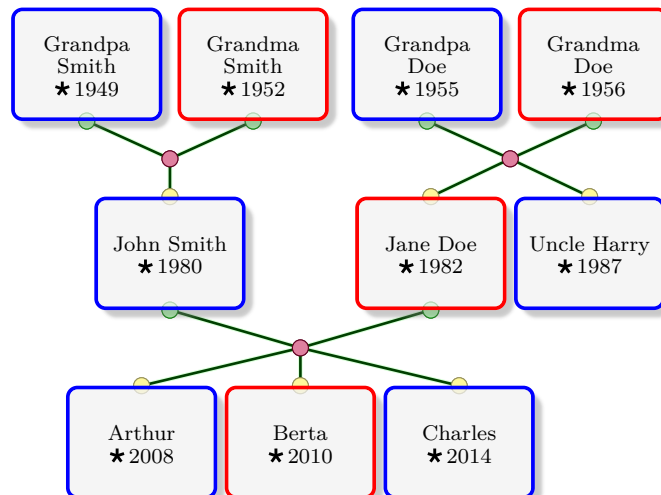 Grandpa
Smith
★1949
Grandma
Smith
★1952
Grandpa
Doe
★1955
Grandma
Doe
★1956
John Smith
★1980
Jane Doe
★1982
Uncle Harry
★1987
Arthur
★2008
Berta
★2010
Charles
★2014